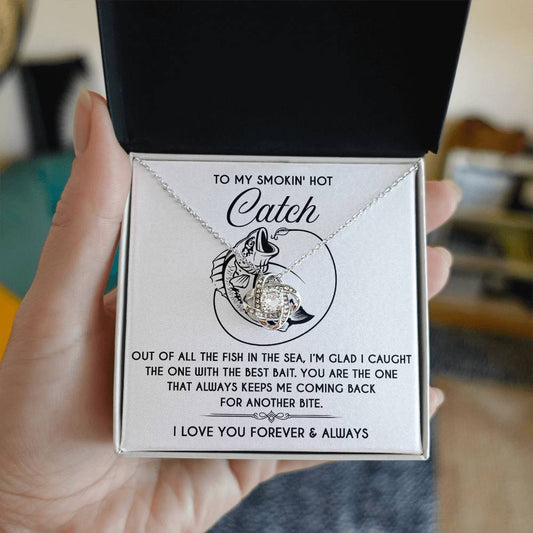 TO MY SMOKIN' HOT
Catch
OUT OF ALL THE FISH IN THE SEA, I'M GLAD I CAUGHT
THE ONE WITH THE BEST BAIT. YOU ARE THE ONE
THAT ALWAYS KEEPS ME COMING BACK
FOR ANOTHER BITE.
I LOVE YOU FOREVER & ALWAYS